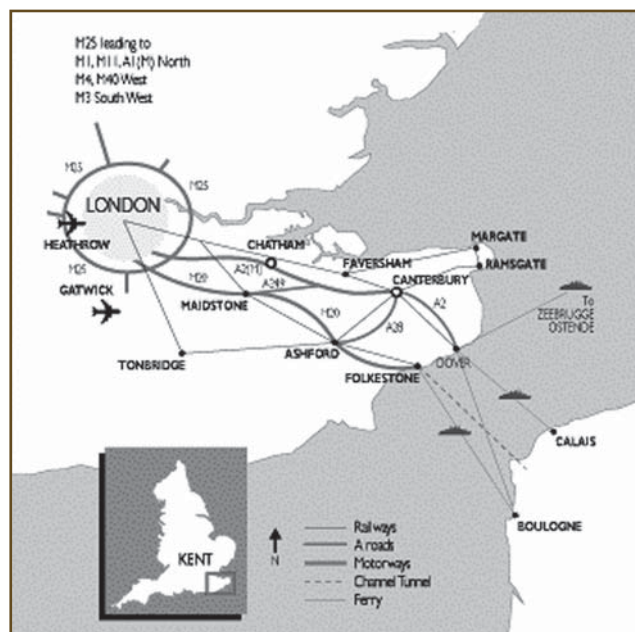 M25 leading to
M1, M11, A1(M) North
M4, M40 West
M3 South West
M25
M25
LONDON
HEATHROW
M25
GATWICK
CHATHAM
MARGATE
FAVERSHAM
RAMSGATE
CANTERBURY
A2(M)
A249
M20
MAIDSTONE
A2
M20
A28
To
ZEEBRUGGE
OSTENDE
TONBRIDGE
ASHFORD
DOVER
FOLKESTONE
CALAIS
BOULOGNE
KENT
N
Railways
A roads
Motorways
Channel Tunnel
Ferry